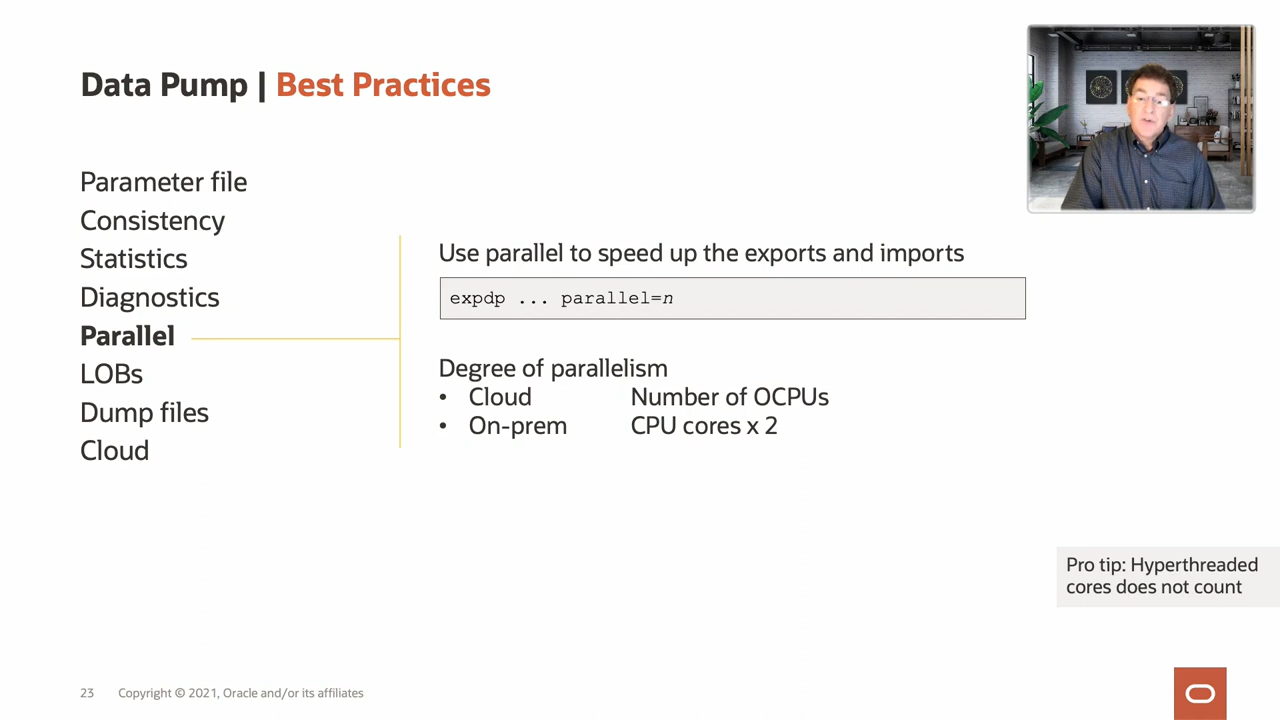 Data Pump | Best Practices
Parameter file
Consistency
Statistics
Diagnostics
Parallel
LOBs
Dump files
Cloud
Use parallel to speed up the exports and imports
expdp ... parallel=n
Degree of parallelism
• Cloud Number of OCPUs
• On-prem CPU cores x 2
Pro tip: Hyperthreaded
cores does not count
23 Copyright © 2021, Oracle and/or its affiliates